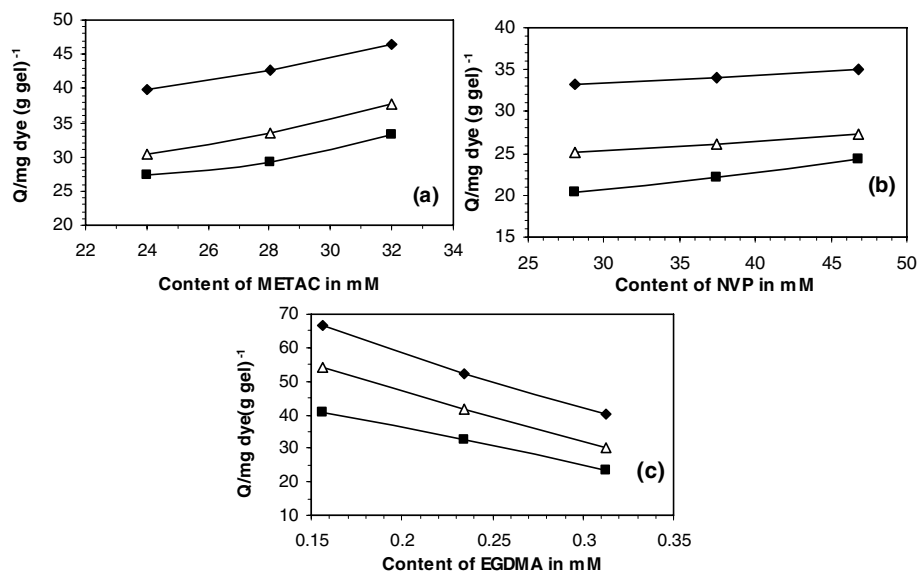 50
45
40
35
30
25
20
Q/mg dye (g gel)⁻¹
(a)
22 24 26 28 30 32 34
Content of METAC in mM
40
35
30
25
20
15
Q/mg dye (g gel)⁻¹
(b)
25 30 35 40 45 50
Content of NVP in mM
70
60
50
40
30
20
10
Q/mg dye(g gel)⁻¹
(c)
0.15 0.2 0.25 0.3 0.35
Content of EGDMA in mM